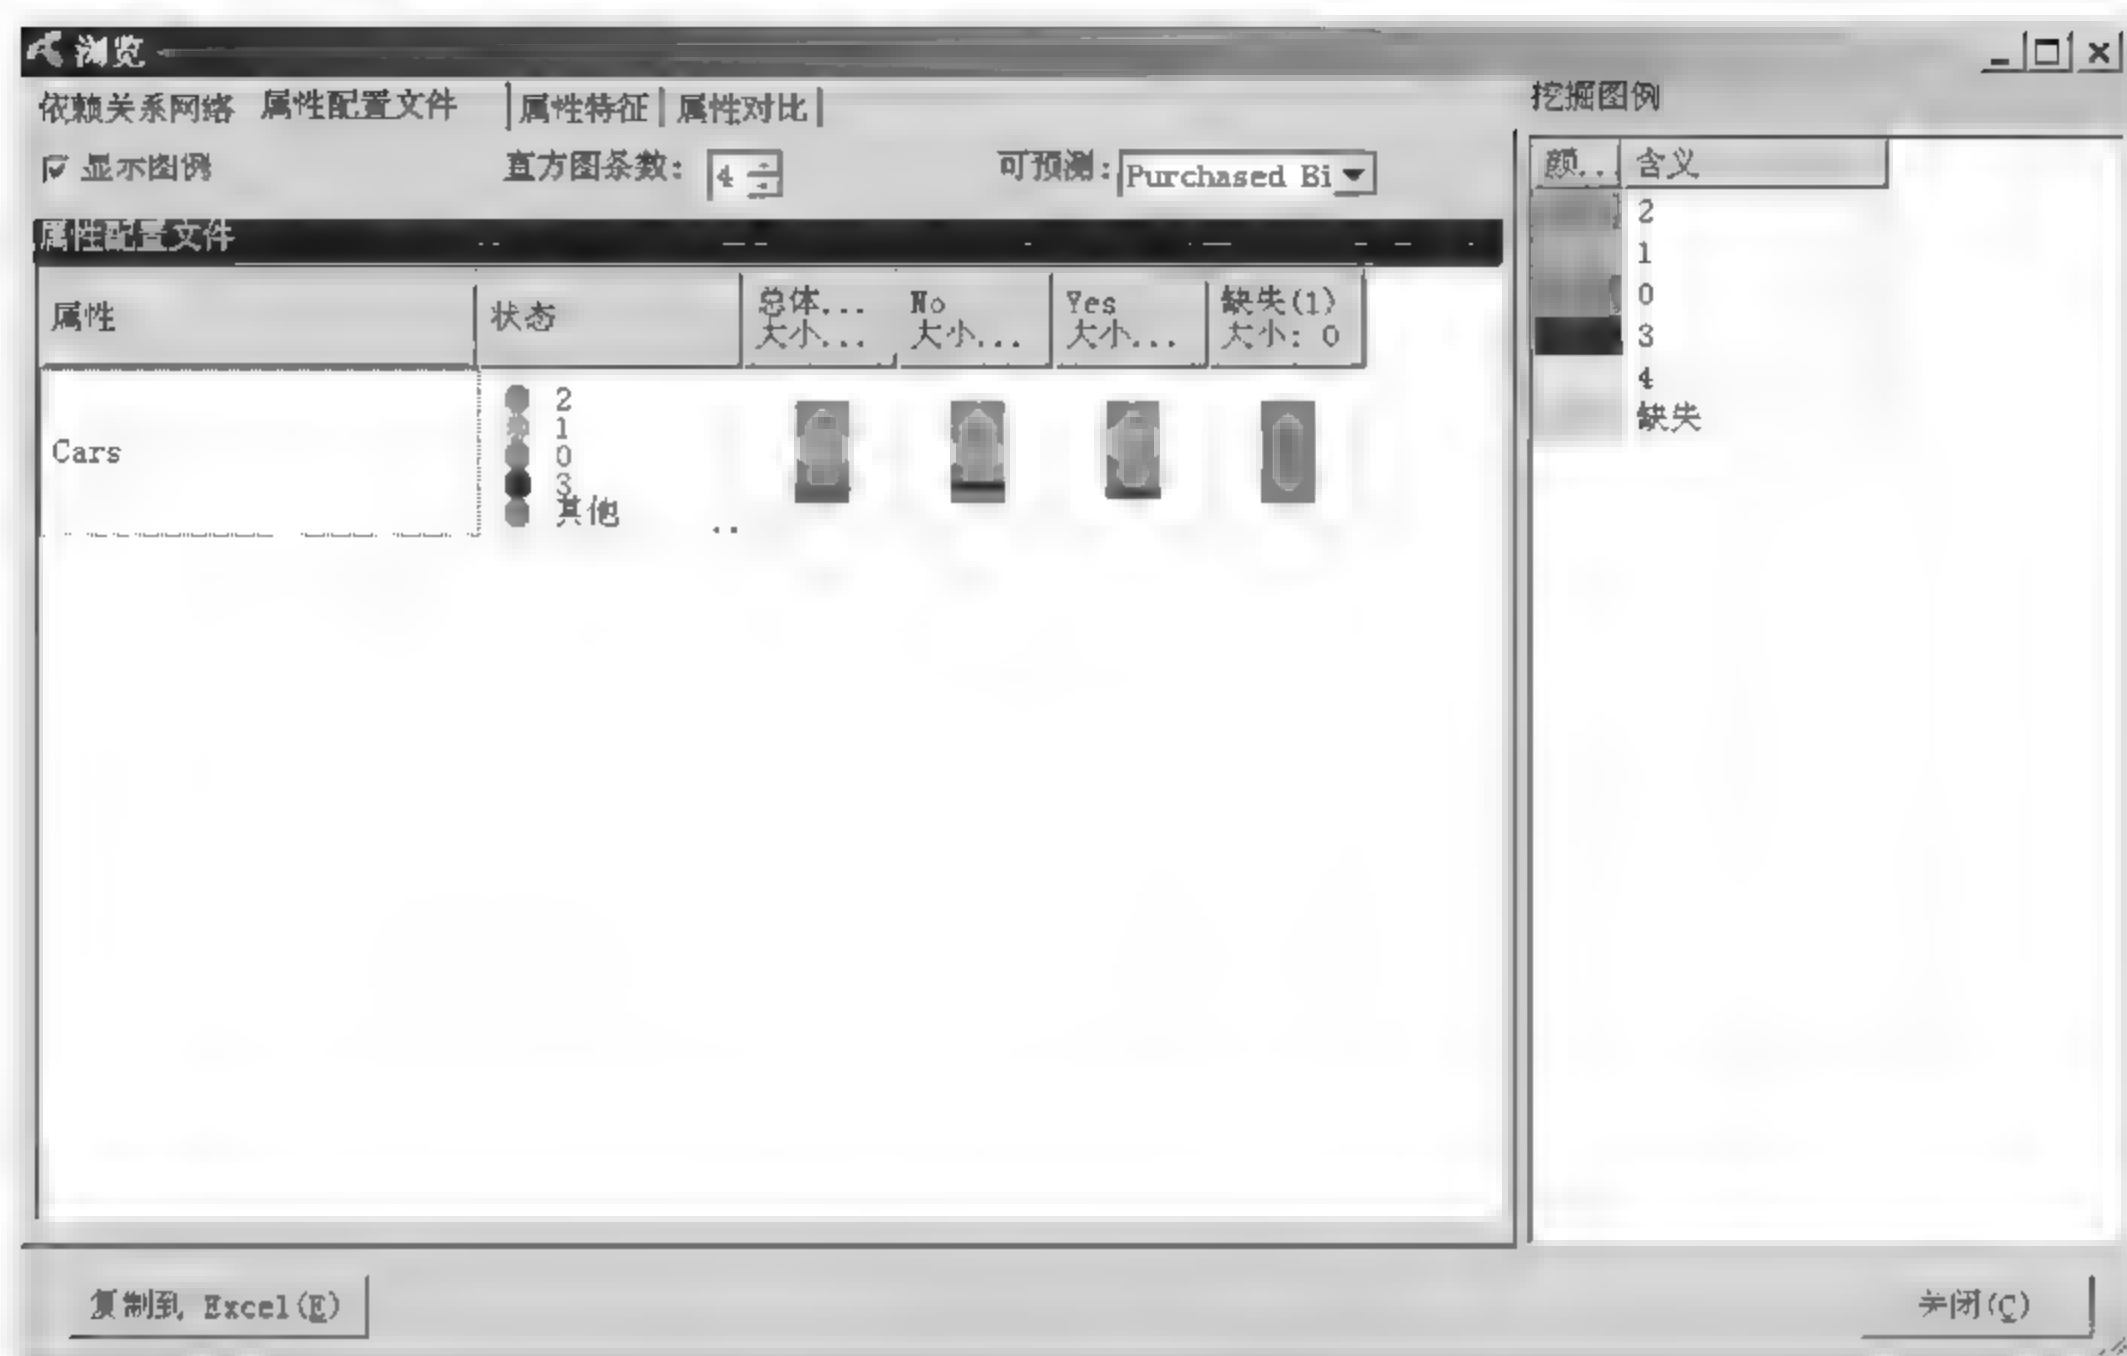 浏览
依赖关系网络 属性配置文件 属性特征 属性对比
挖掘图例
显示图例 直方图条数: 4 可预测: Purchased Bi
颜... 含义
属性配置文件
属性 状态 总体... No Yes 缺失(1)
大小... 大小... 大小... 大小: 0
2
1
0
3
4
缺失
Cars
2
1
0
3
其他
..
复制到 Excel(E) 关闭(C)